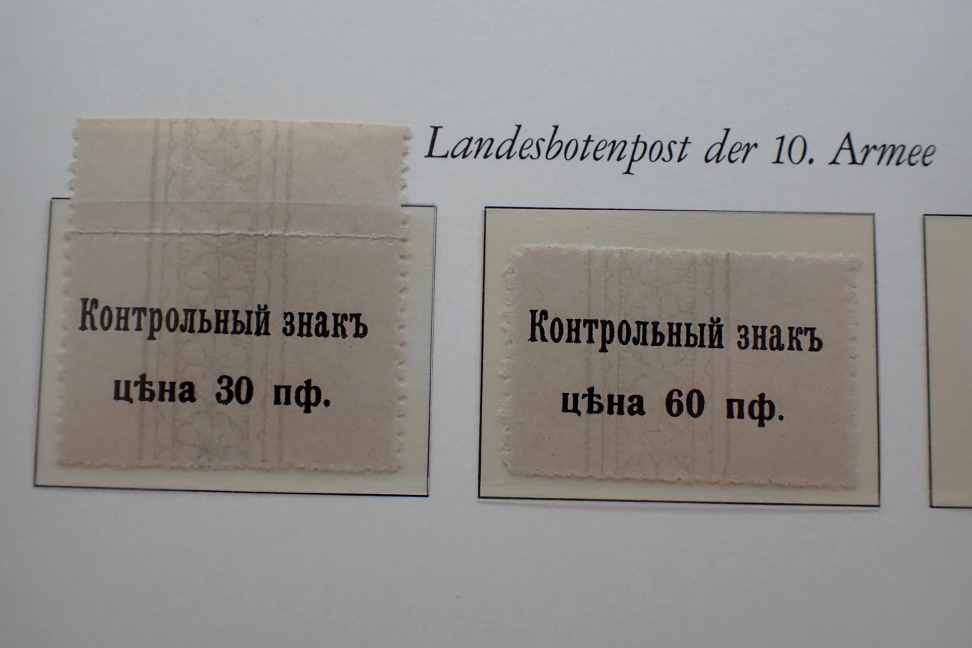 Landesbotenpost der 10. Armee
Контрольный знакъ
цѣна 30 пф.
Контрольный знакъ
цѣна 60 пф.